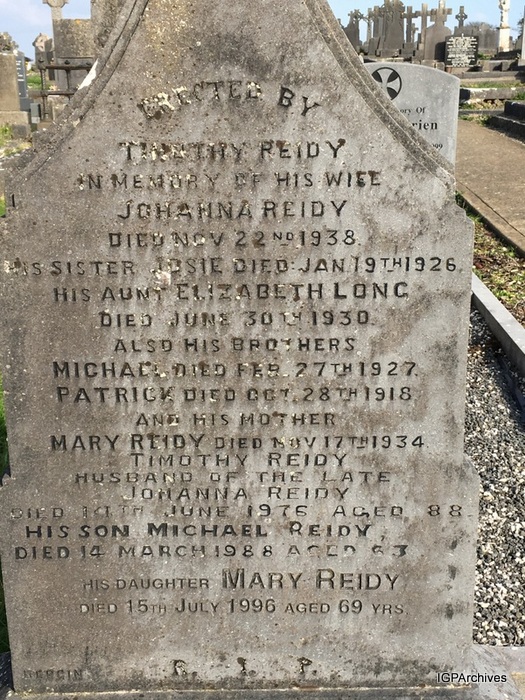 ERECTED BY
TIMOTHY REIDY
IN MEMORY OF HIS WIFE
JOHANNA REIDY
DIED NOV 22ND 1938.
HIS SISTER JOSIE DIED JAN 19TH 1926.
HIS AUNT ELIZABETH LONG
DIED JUNE 30TH 1930.
ALSO HIS BROTHERS
MICHAEL DIED FEB. 27TH 1927.
PATRICK DIED OCT. 28TH 1918
AND HIS MOTHER
MARY REIDY DIED NOV 17TH 1934
TIMOTHY REIDY
HUSBAND OF THE LATE
JOHANNA REIDY
DIED 14TH JUNE 1976 AGED 88.
HIS SON MICHAEL REIDY,
DIED 14 MARCH 1988 AGED 63
HIS DAUGHTER MARY REIDY
DIED 15TH JULY 1996 AGED 69 YRS.
R. I. P.
ory Of
rien
IGPArchives